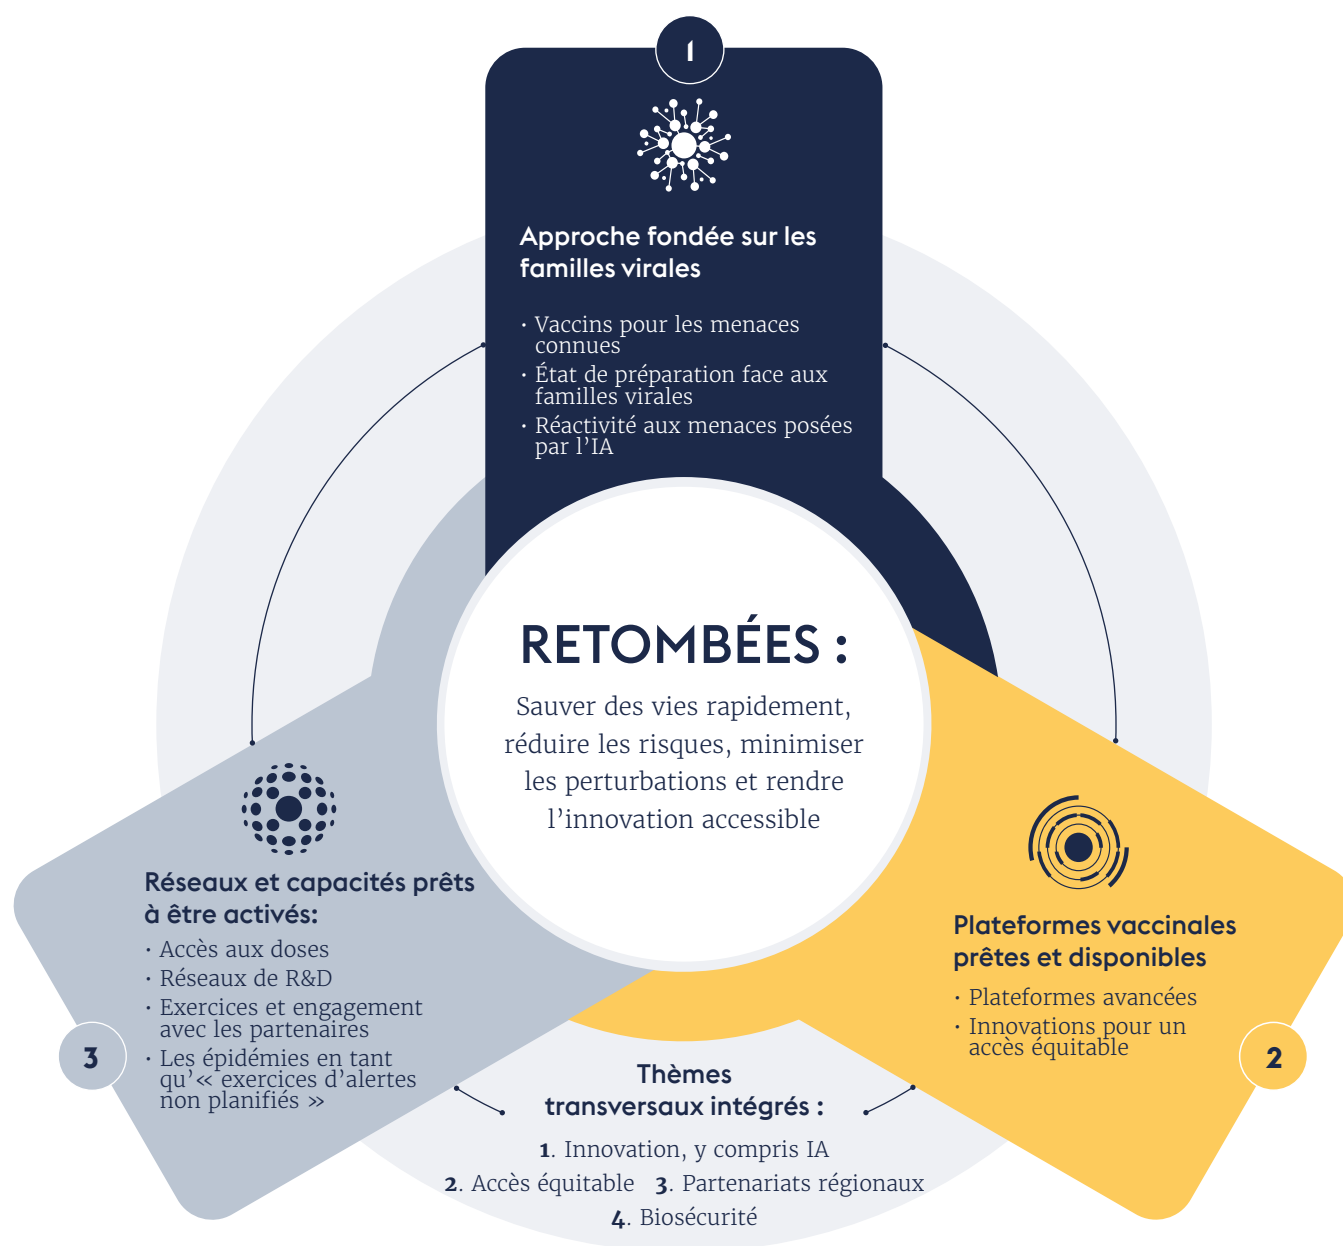 1
Approche fondée sur les
familles virales
· Vaccins pour les menaces
connues
· État de préparation face aux
familles virales
· Réactivité aux menaces posées
par l’IA
RETOMBÉES :
Sauver des vies rapidement,
réduire les risques, minimiser
les perturbations et rendre
l’innovation accessible
Plateformes vaccinales
prêtes et disponibles
· Plateformes avancées
· Innovations pour un
accès équitable
2
Réseaux et capacités prêts
à être activés:
· Accès aux doses
· Réseaux de R&D
· Exercices et engagement
avec les partenaires
· Les épidémies en tant
qu’« exercices d’alertes
non planifiés »
3
Thèmes
transversaux intégrés :
1. Innovation, y compris IA
2. Accès équitable 3. Partenariats régionaux
4. Biosécurité